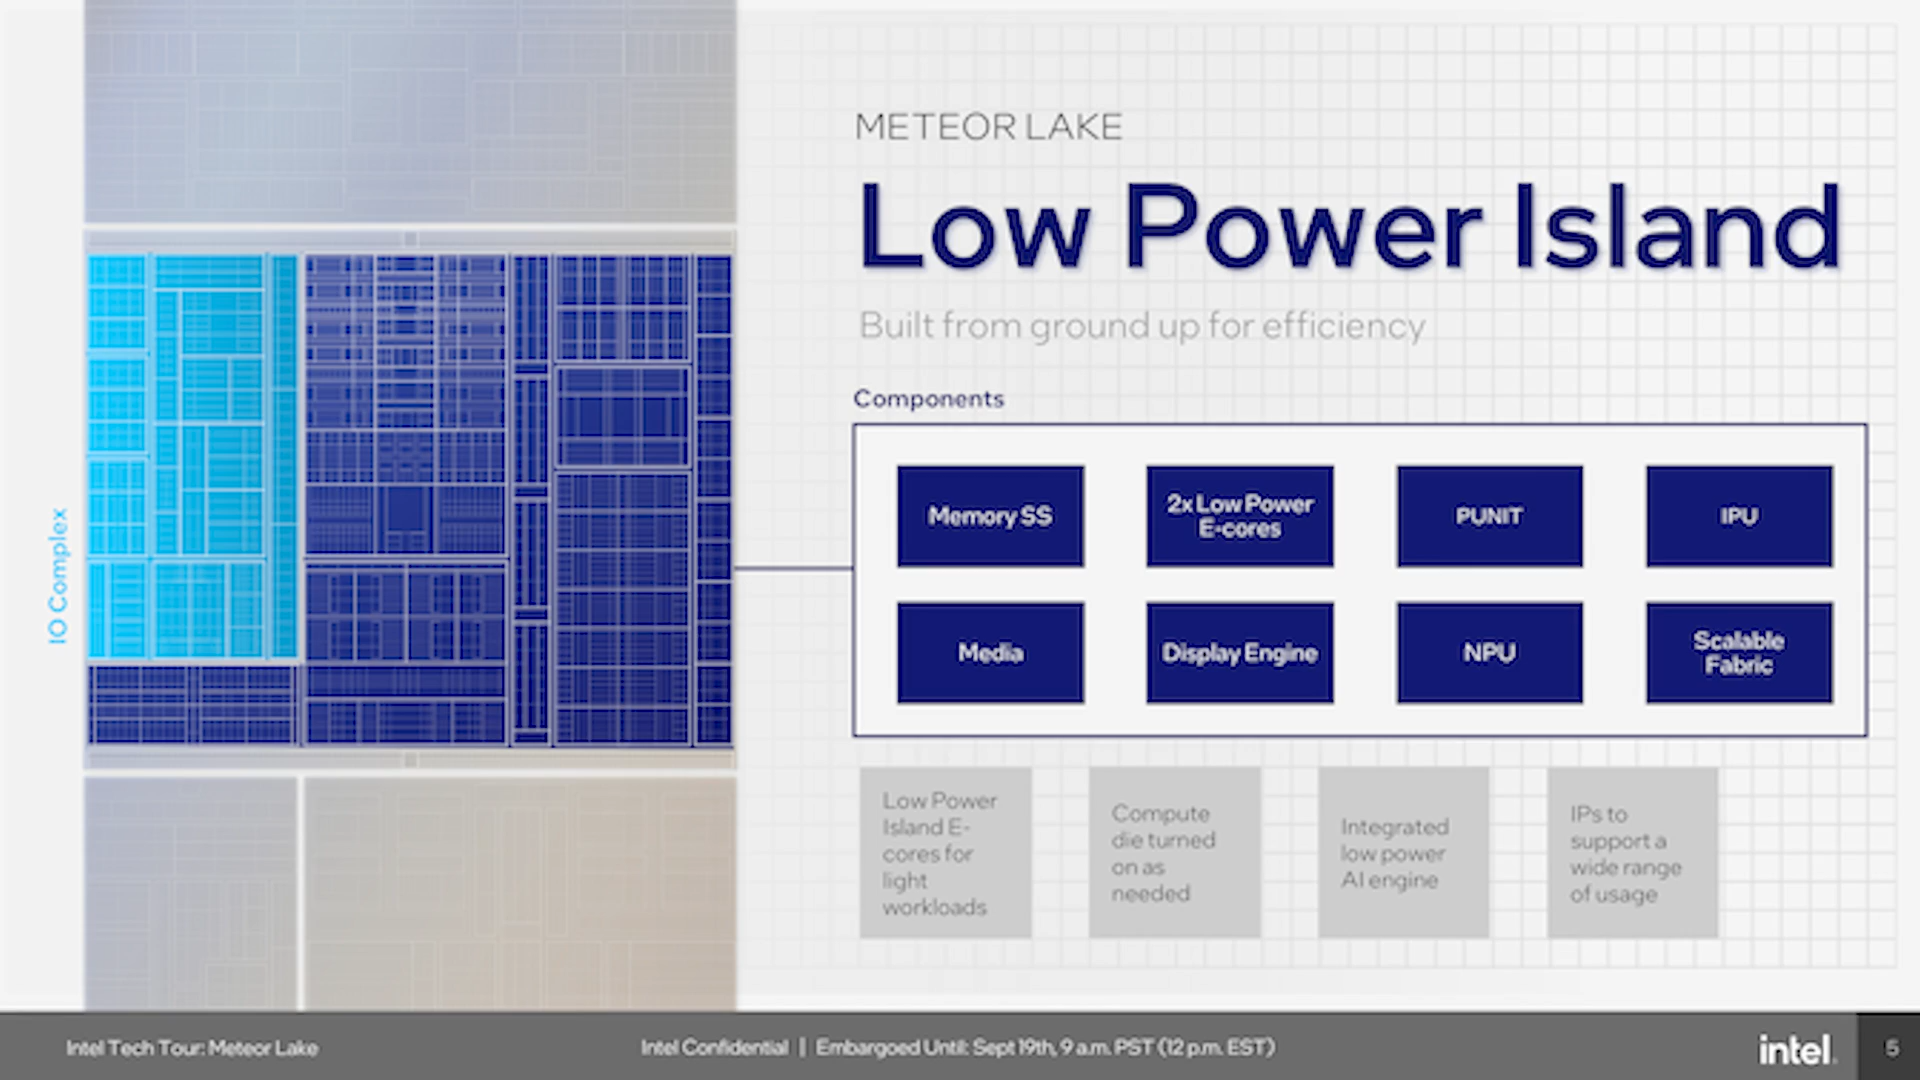 METEOR LAKE
Low Power Island
Built from ground up for efficiency
Components
Memory SS
2x Low Power
E-cores
PUNIT
IPU
Media
Display Engine
NPU
Scalable
Fabric
Low Power
Island E-
cores for
light
workloads
Compute
die turned
on as
needed
Integrated
low power
AI engine
IPs to
support a
wide range
of usage
IO Complex
Intel Tech Tour: Meteor Lake
Intel Confidential | Embargoed Until: Sept 19th, 9 a.m. PST (12 p.m. EST)
intel.
5